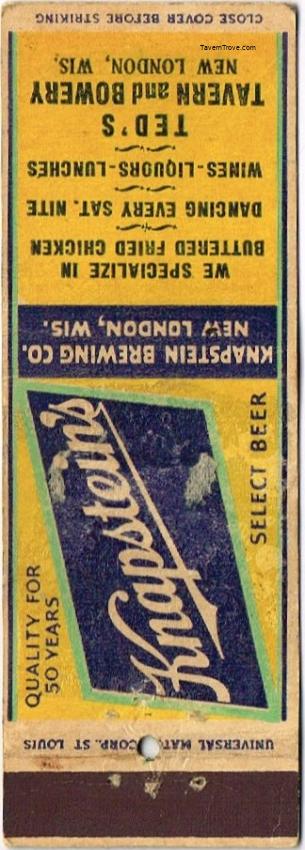 TavernTrove.com
CLOSE COVER BEFORE STRIKING
QUALITY FOR
50 YEARS
Knapstein's
SELECT BEER
KNAPSTEIN BREWING CO.
NEW LONDON, WIS.
WE SPECIALIZE IN
BUTTERED FRIED CHICKEN
DANCING EVERY SAT. NITE
WINES-LIQUORS-LUNCHES
TED'S
TAVERN and BOWERY
NEW LONDON, WIS.
UNIVERSAL MATCH CORP., ST LOUIS